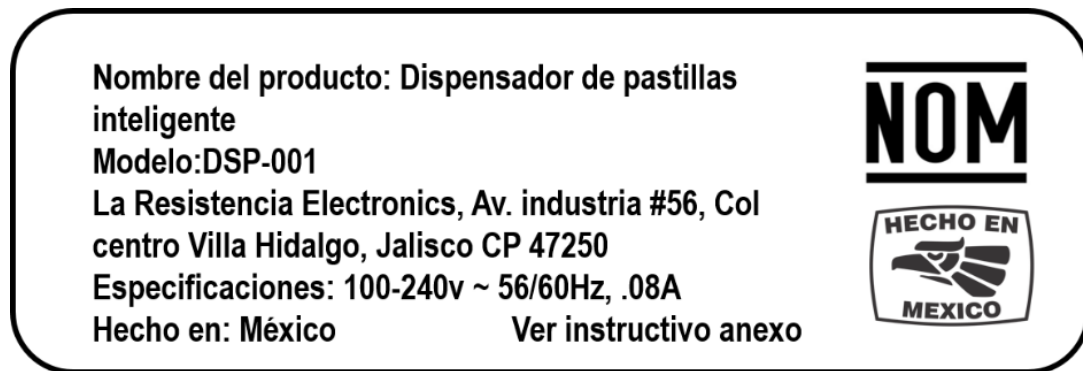 Nombre del producto: Dispensador de pastillas
inteligente
Modelo:DSP-001
La Resistencia Electronics, Av. industria #56, Col
centro Villa Hidalgo, Jalisco CP 47250
Especificaciones: 100-240v ~ 56/60Hz, .08A
Hecho en: México Ver instructivo anexo
NOM
HECHO EN
MEXICO